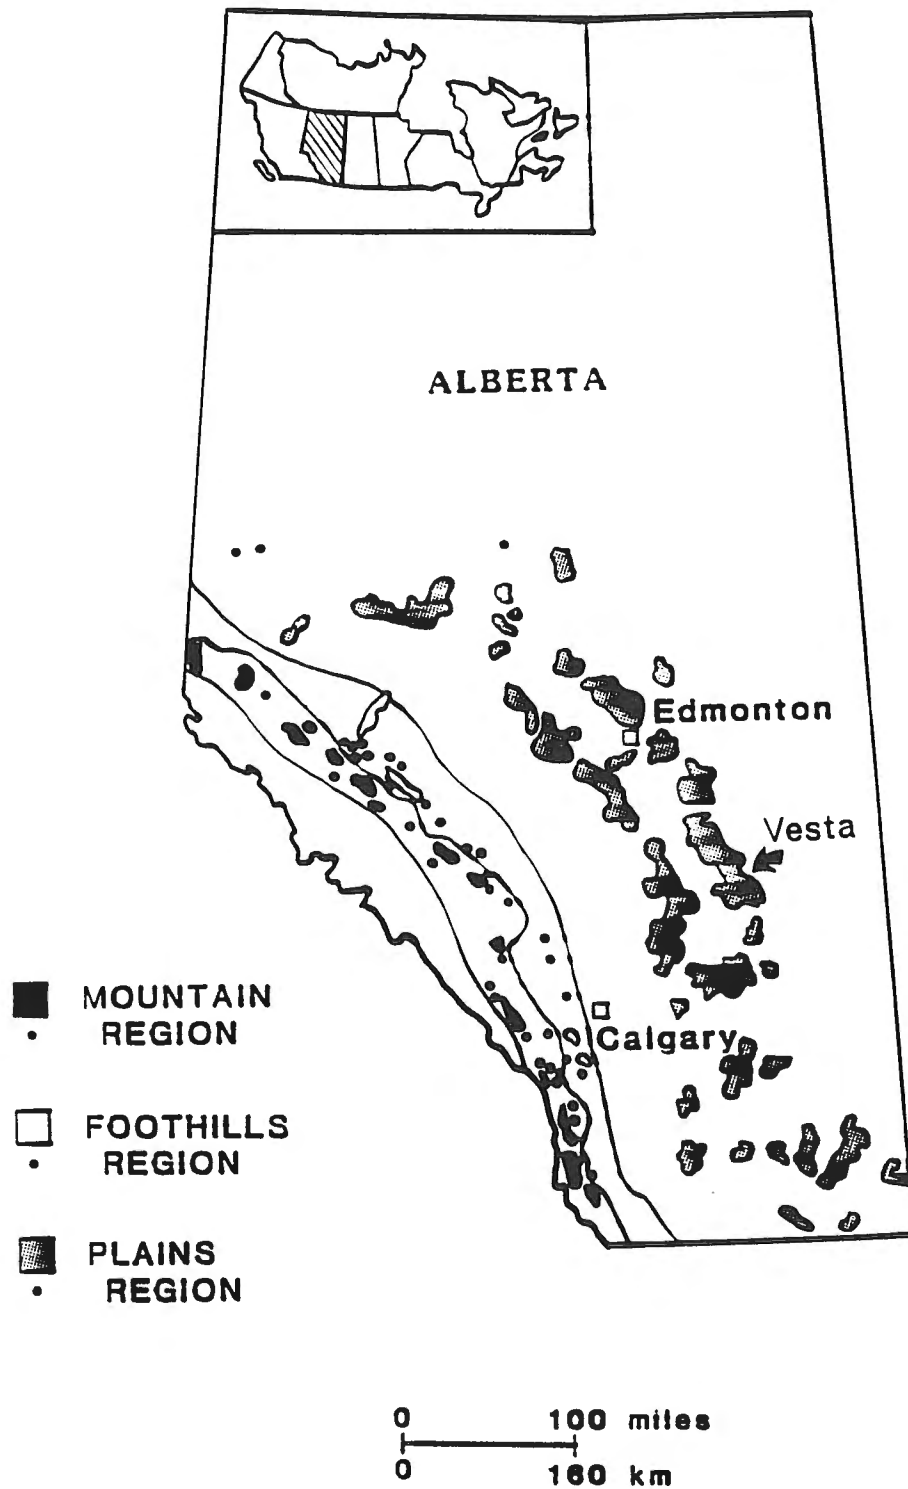 ALBERTA
Edmonton
Vesta
Calgary
MOUNTAIN
REGION
FOOTHILLS
REGION
PLAINS
REGION
0 100 miles
0 160 km